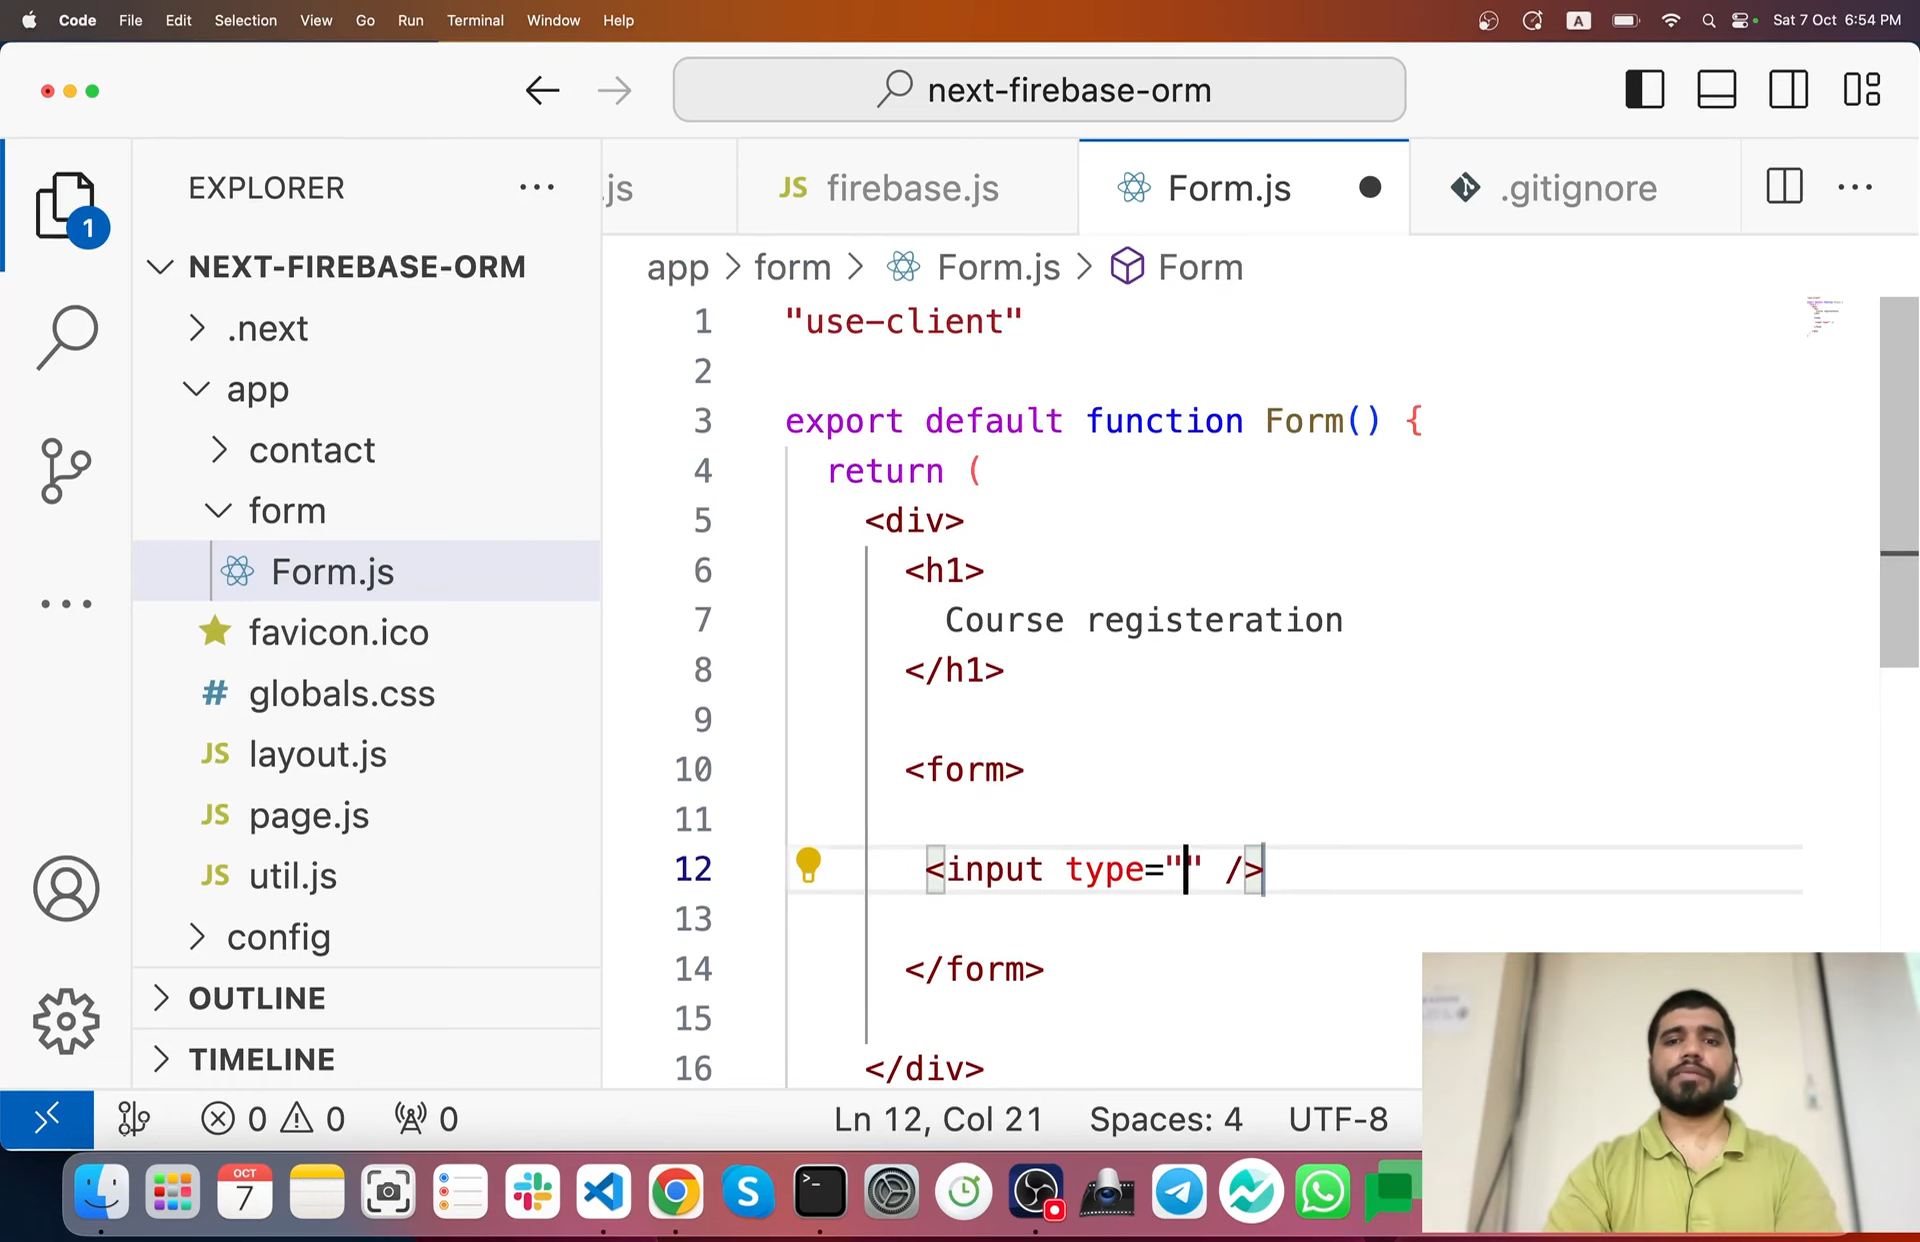 Code File Edit Selection View Go Run Terminal Window Help
A Sat 7 Oct 6:54 PM
next-firebase-orm
EXPLORER
1
.js
JS firebase.js
Form.js
.gitignore
app > form > Form.js > Form
NEXT-FIREBASE-ORM
.next
app
contact
form
Form.js
favicon.ico
# globals.css
JS layout.js
JS page.js
JS util.js
config
OUTLINE
TIMELINE
1 "use-client"
2
3 export default function Form() {
4 return (
5 <div>
6 <h1>
7 Course registeration
8 </h1>
9
10 <form>
11
12 <input type="" />
13
14 </form>
15
16 </div>
0 0 0
Ln 12, Col 21 Spaces: 4 UTF-8
OCT
7
S
>_